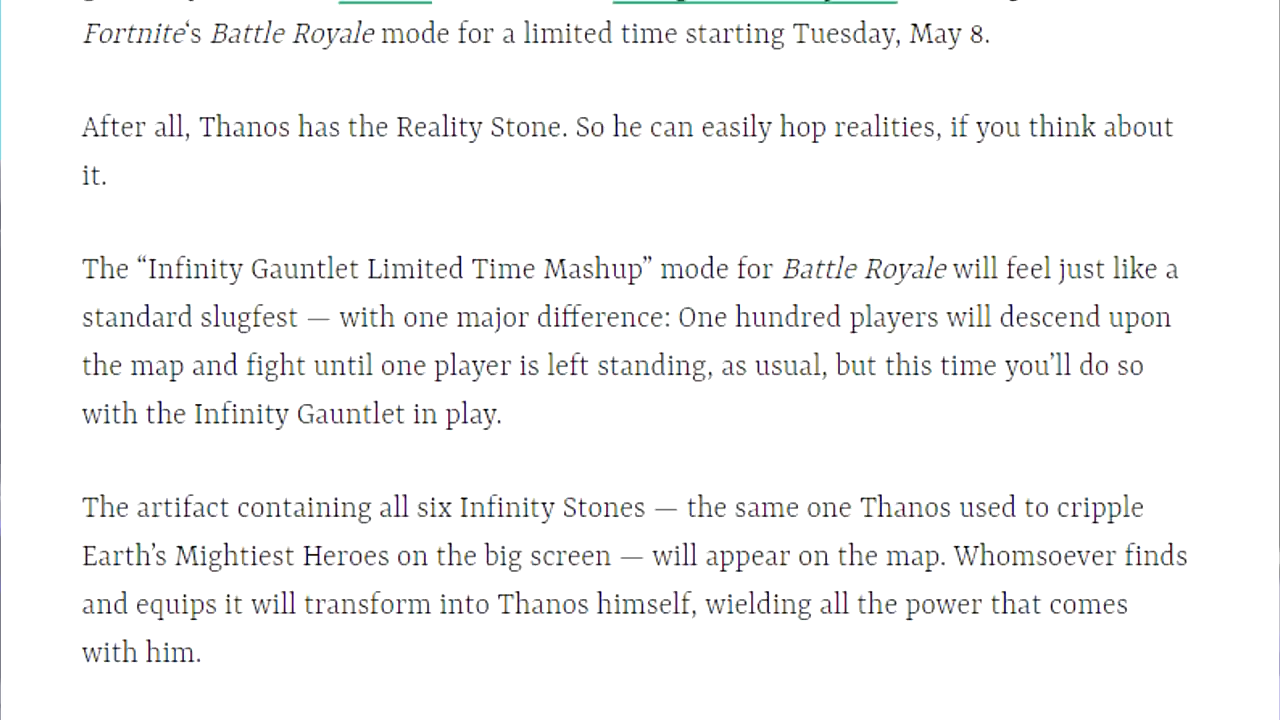 Fortnite‘s Battle Royale mode for a limited time starting Tuesday, May 8.
After all, Thanos has the Reality Stone. So he can easily hop realities, if you think about
it.
The “Infinity Gauntlet Limited Time Mashup” mode for Battle Royale will feel just like a
standard slugfest — with one major difference: One hundred players will descend upon
the map and fight until one player is left standing, as usual, but this time you’ll do so
with the Infinity Gauntlet in play.
The artifact containing all six Infinity Stones — the same one Thanos used to cripple
Earth’s Mightiest Heroes on the big screen — will appear on the map. Whomsoever finds
and equips it will transform into Thanos himself, wielding all the power that comes
with him.